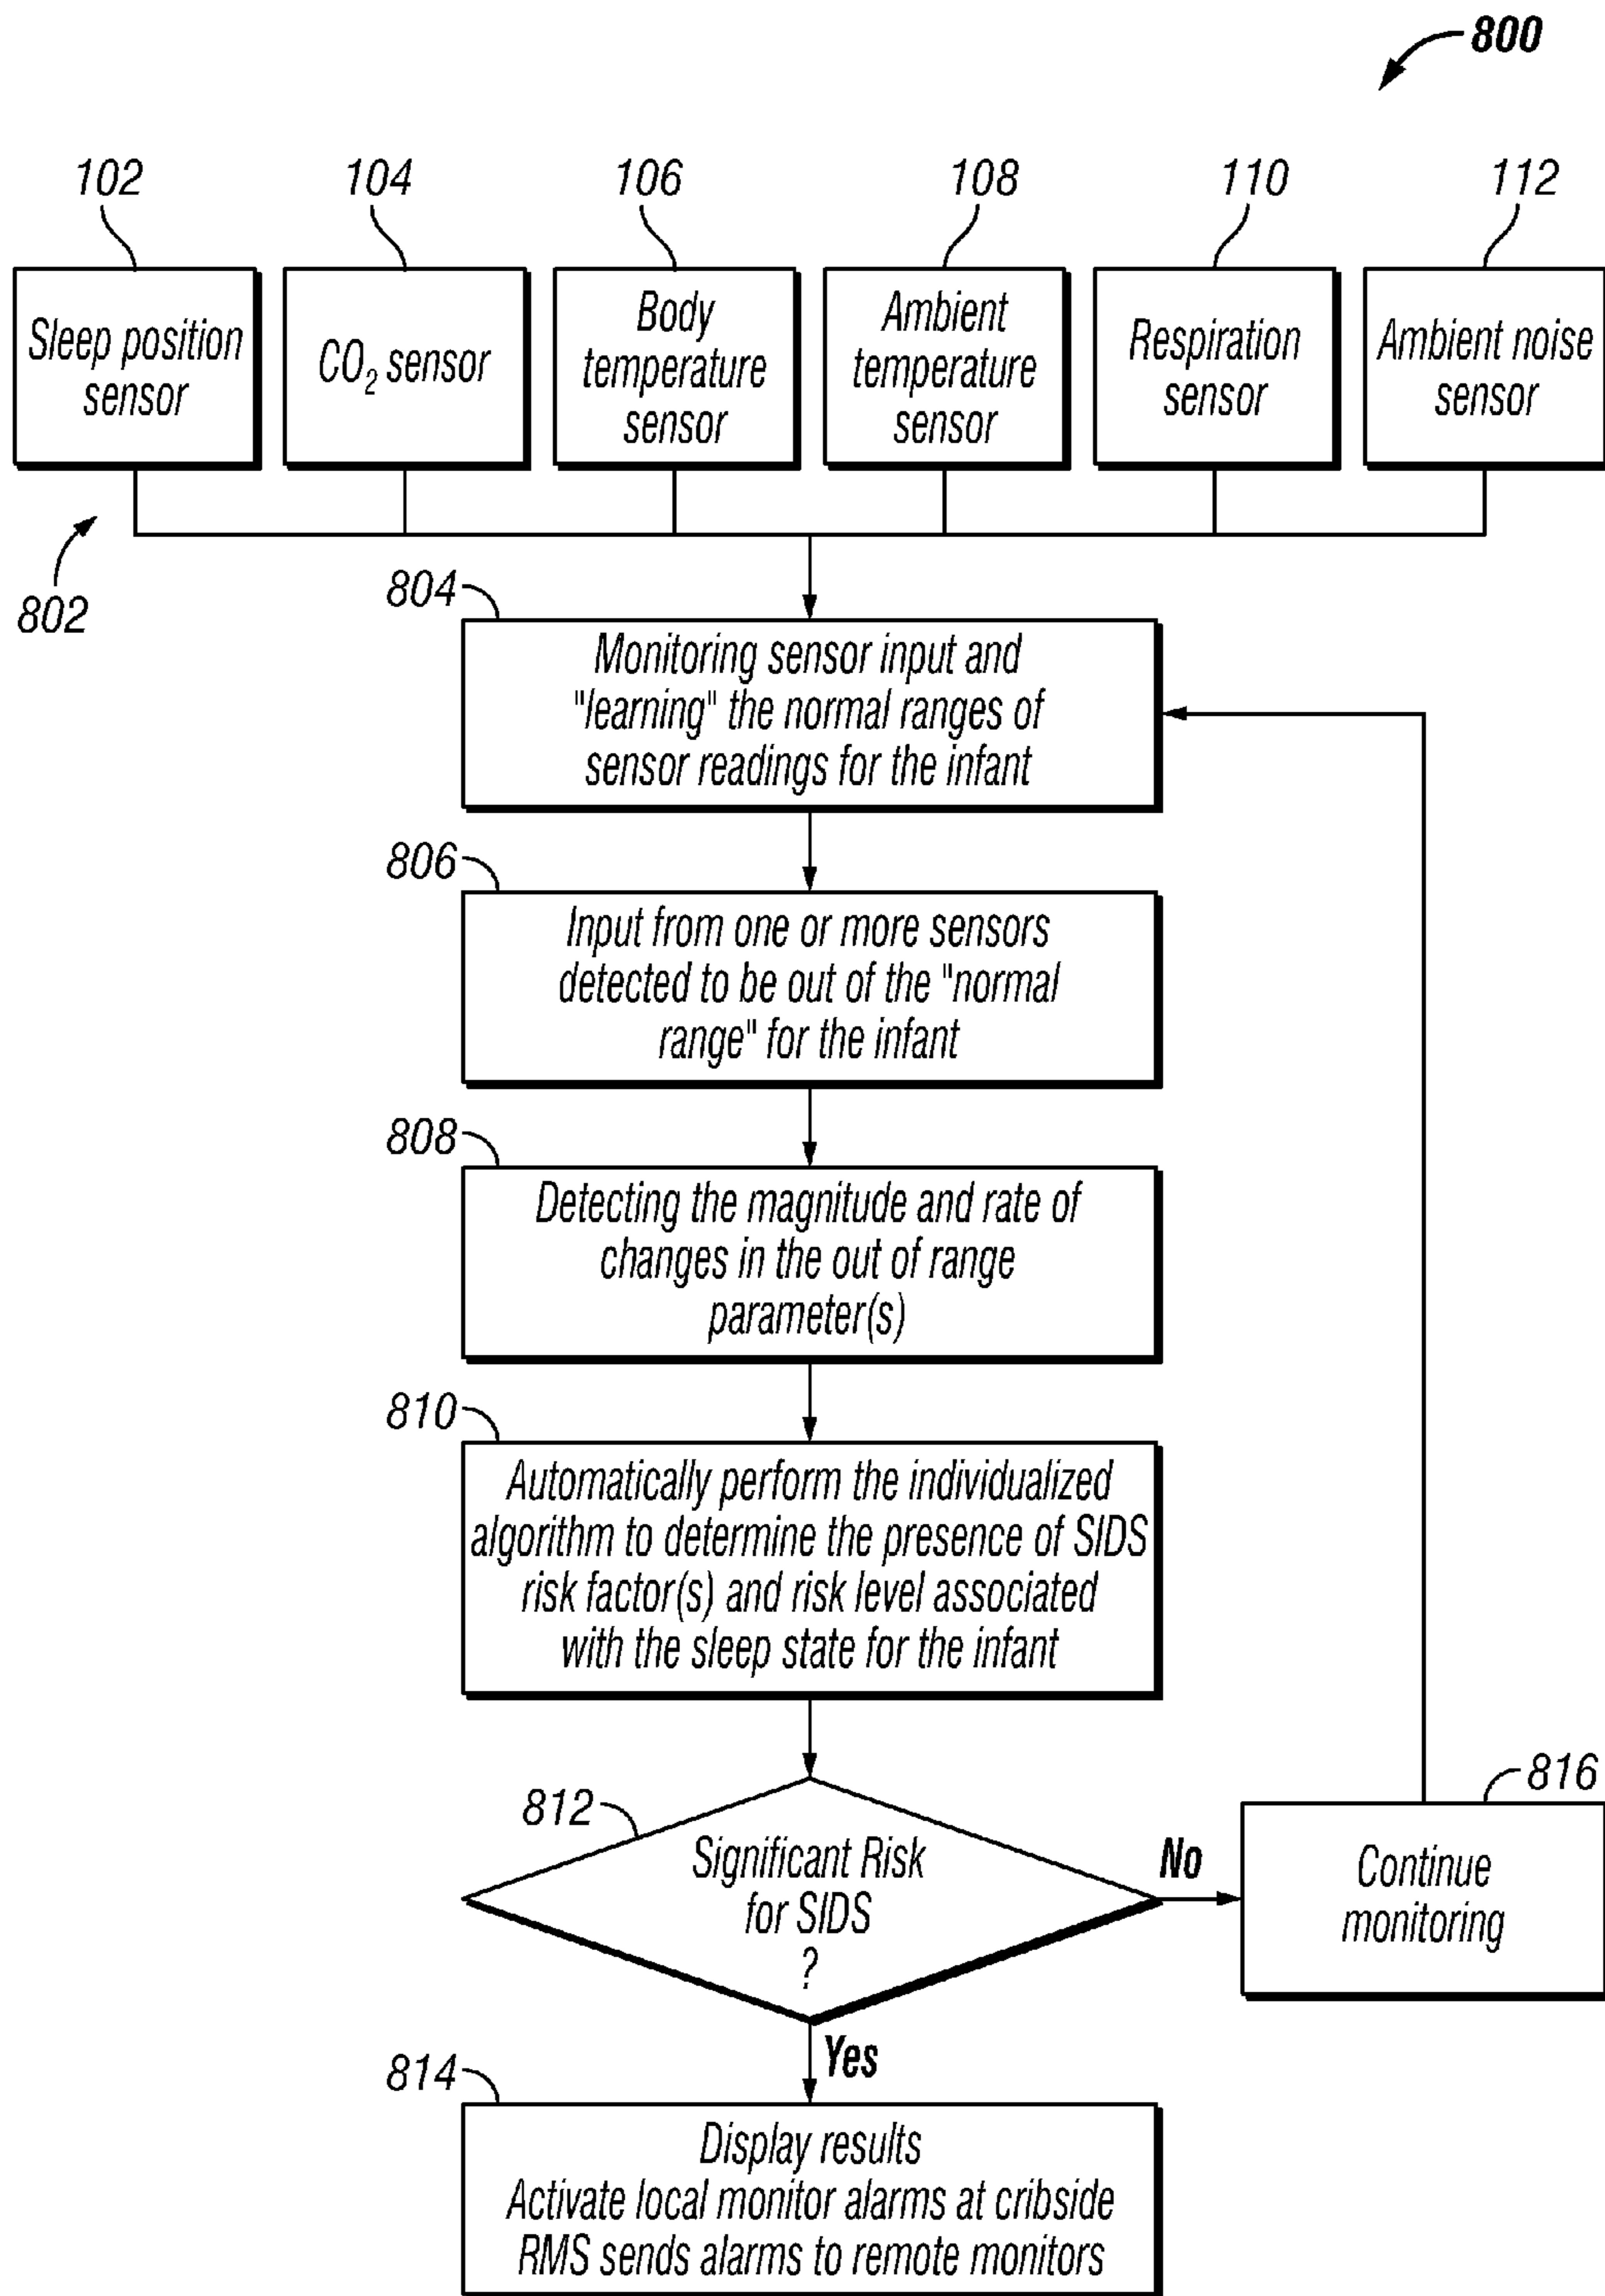 800
102
104
106
108
110
112
Sleep position
sensor
CO₂ sensor
Body
temperature
sensor
Ambient
temperature
sensor
Respiration
sensor
Ambient noise
sensor
802
804
Monitoring sensor input and
"learning" the normal ranges of
sensor readings for the infant
806
Input from one or more sensors
detected to be out of the "normal
range" for the infant
808
Detecting the magnitude and rate of
changes in the out of range
parameter(s)
810
Automatically perform the individualized
algorithm to determine the presence of SIDS
risk factor(s) and risk level associated
with the sleep state for the infant
812
Significant Risk
for SIDS
?
No
816
Continue
monitoring
Yes
814
Display results
Activate local monitor alarms at cribside
RMS sends alarms to remote monitors